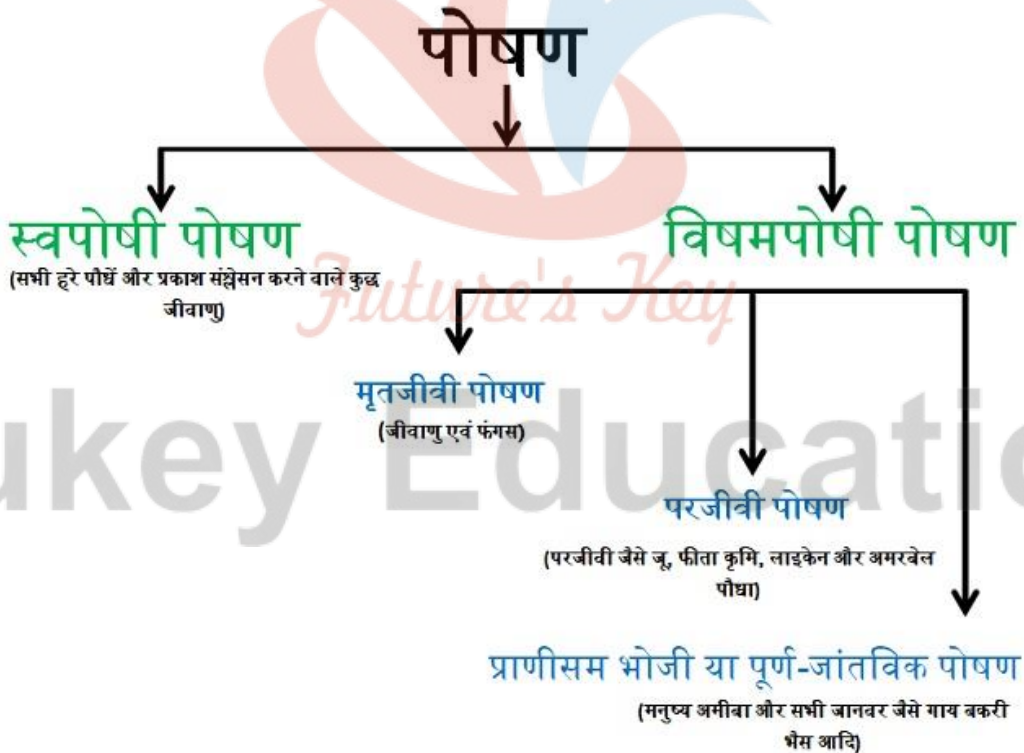 पोषण
स्वपोषी पोषण
(सभी हरे पौधें और प्रकाश संश्लेसन करने वाले कुछ
जीवाणु)
विषमपोषी पोषण
Future's Key
मृतजीवी पोषण
(जीवाणु एवं फंगस)
ukey Educatio
परजीवी पोषण
(परजीवी जैसे जू, फीता कृमि, लाइकेन और अमरबेल
पौधा)
प्राणीसम भोजी या पूर्ण-जांतविक पोषण
(मनुष्य अमीबा और सभी जानवर जैसे गाय बकरी
भैस आदि)